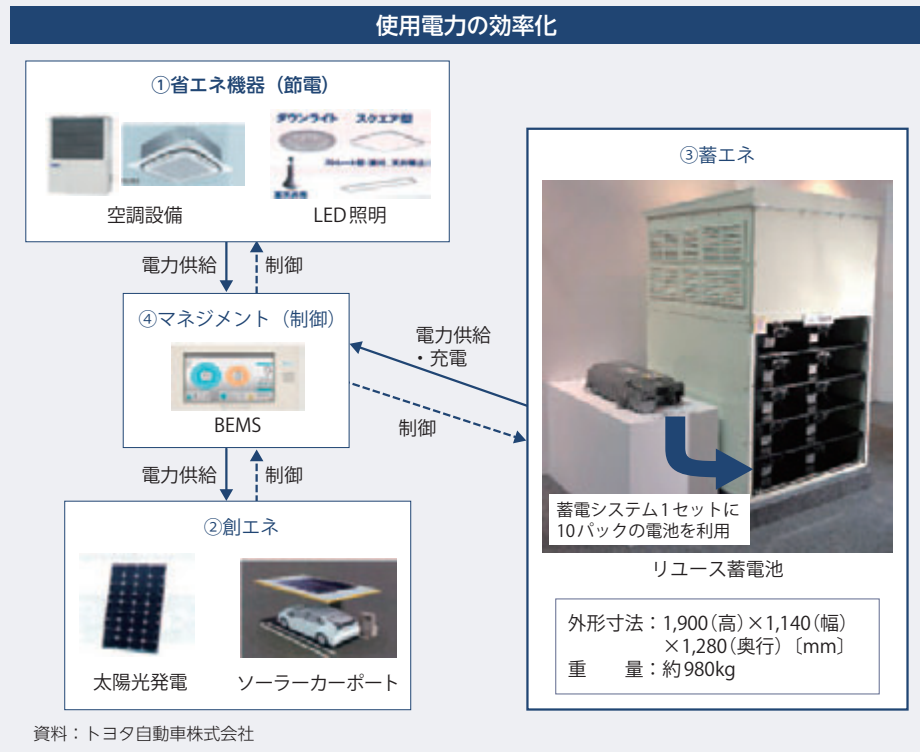 使用電力の効率化
①省エネ機器（節電）
ダウンライト スクエア型
空調設備
LED照明
電力供給
制御
④マネジメント（制御）
BEMS
電力供給
・充電
制御
電力供給
制御
②創エネ
太陽光発電
ソーラーカーポート
③蓄エネ
蓄電システム1セットに
10パックの電池を利用
リユース蓄電池
外形寸法：1,900（高）×1,140（幅）
×1,280（奥行）〔mm〕
重　　量：約980kg
資料：トヨタ自動車株式会社